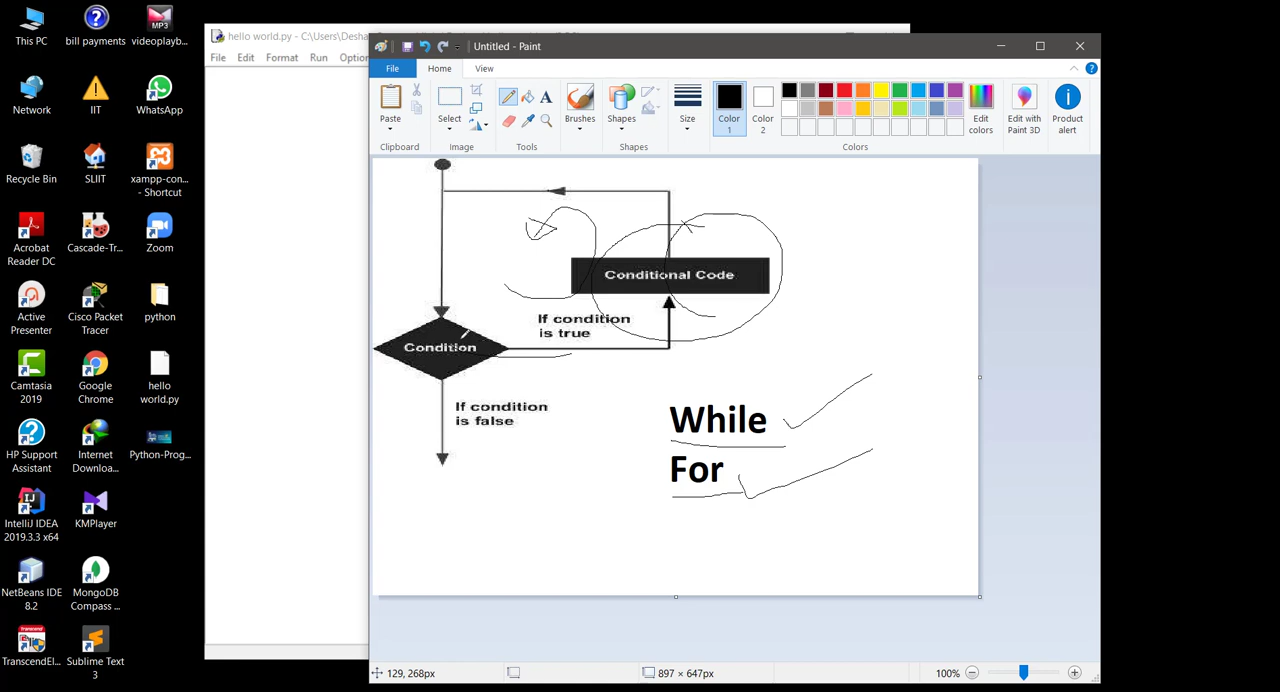 This PC
bill payments
videoplayb...
Network
IIT
WhatsApp
Recycle Bin
SLIIT
xampp-con...
- Shortcut
Acrobat
Reader DC
Cascade-Tr...
Zoom
Active
Presenter
Cisco Packet
Tracer
python
Camtasia
2019
Google
Chrome
hello
world.py
HP Support
Assistant
Internet
Downloa...
Python-Prog...
IntelliJ IDEA
2019.3.3 x64
KMPlayer
NetBeans IDE
8.2
MongoDB
Compass ...
TranscendEl...
Sublime Text
3
MP3
hello world.py - C:\Users\Desha
File Edit Format Run Option
Untitled - Paint
File Home View
Paste
Select
Brushes
Shapes
Size
Color
1
Color
2
Edit
colors
Edit with
Paint 3D
Product
alert
Clipboard
Image
Tools
Shapes
Colors
Conditional Code
If condition
is true
Condition
If condition
is false
While
For
129, 268px
897 × 647px
100%